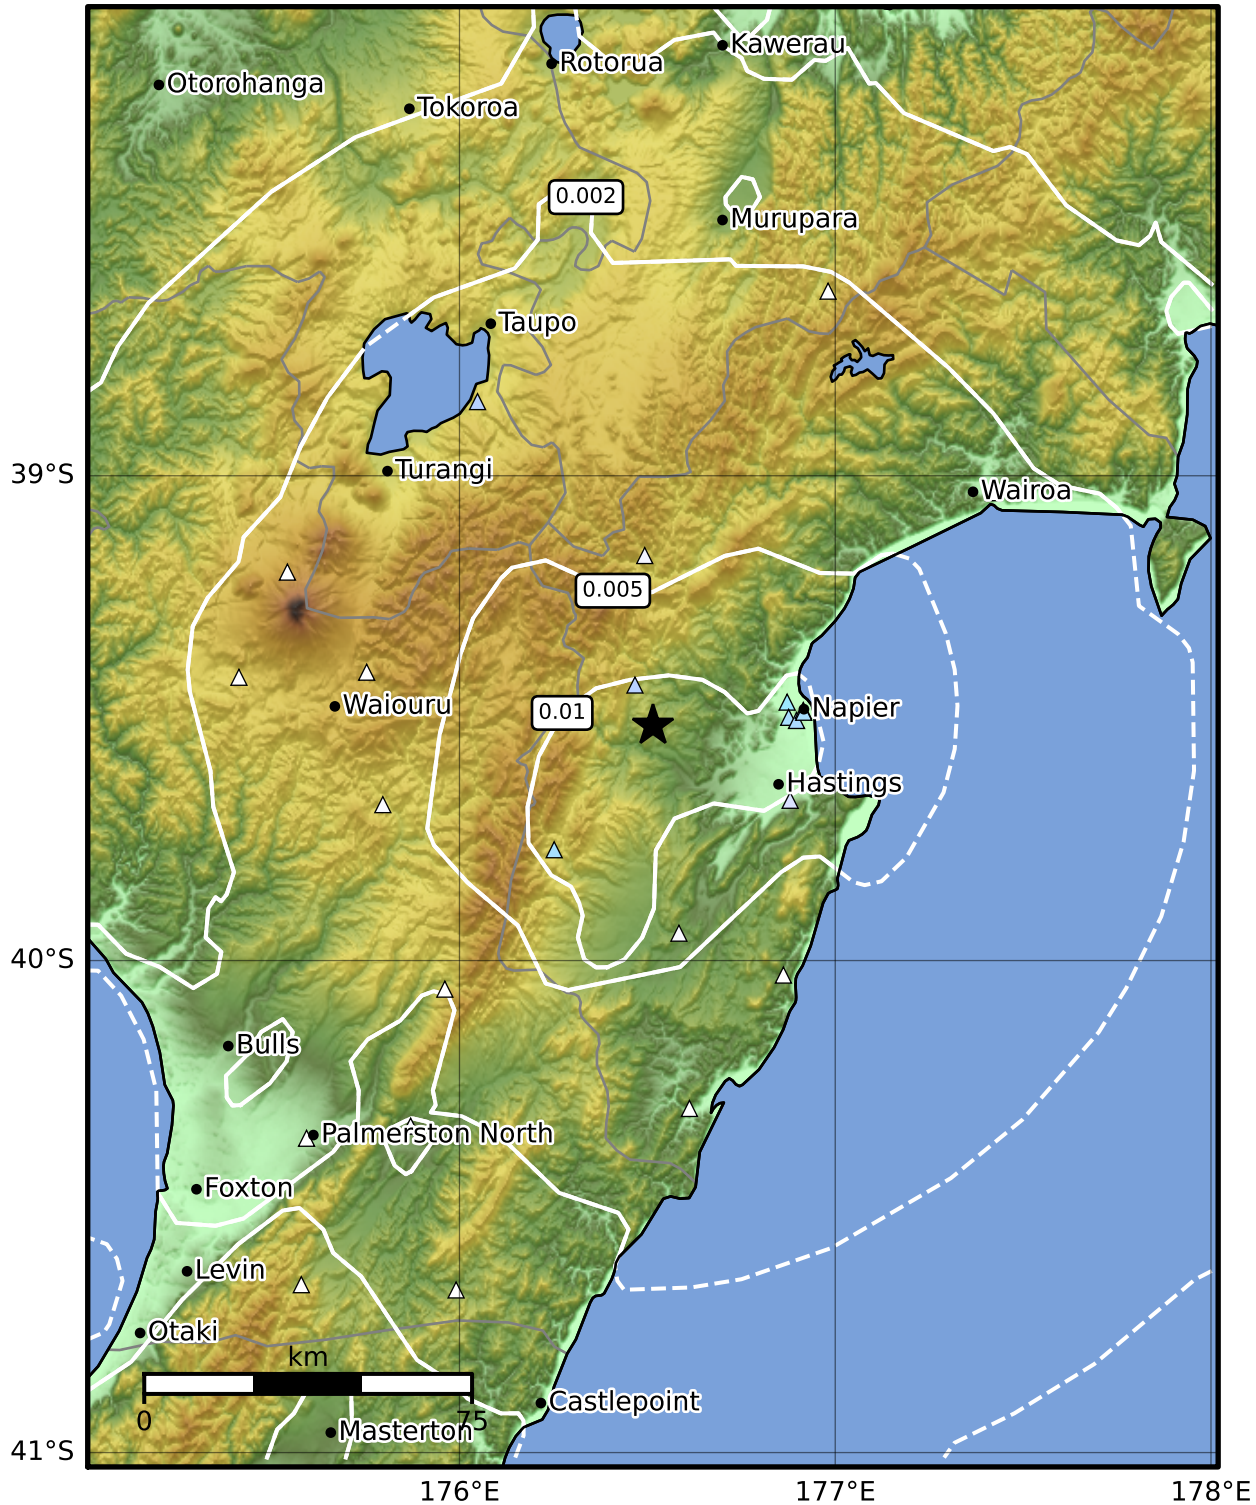 Kawerau
Rotorua
Otorohanga
Tokoroa
0.002
Murupara
Taupo
39°S
Turangi
Wairoa
0.005
Waiouru
0.01
Napier
Hastings
40°S
Bulls
Palmerston North
Foxton
Levin
Otaki
km
0
75
Castlepoint
Masterton
41°S
176°E
177°E
178°E